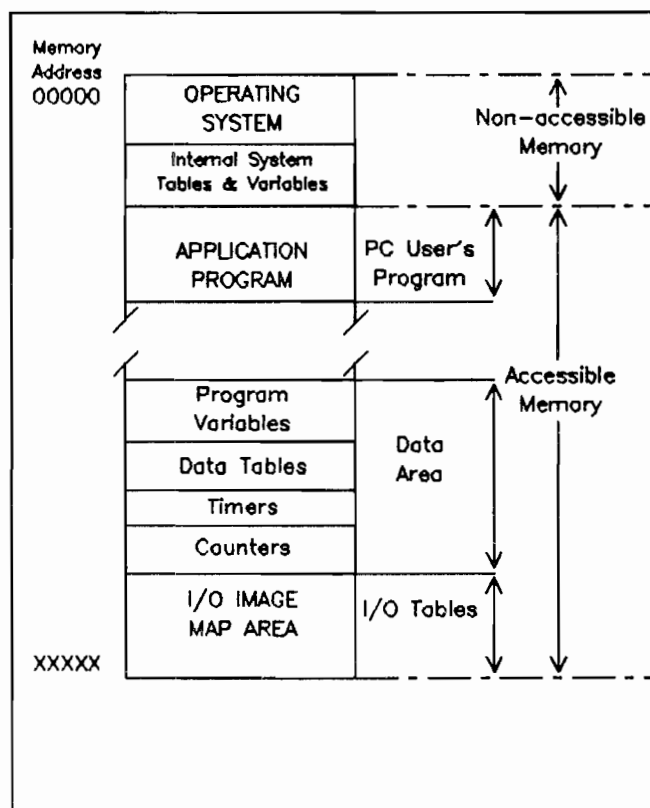 Memory
Address
00000
OPERATING
SYSTEM
Non-accessible
Memory
Internal System
Tables & Variables
APPLICATION
PROGRAM
PC User's
Program
Accessible
Memory
Program
Variables
Data
Area
Data Tables
Timers
Counters
I/O IMAGE
MAP AREA
I/O Tables
XXXXX